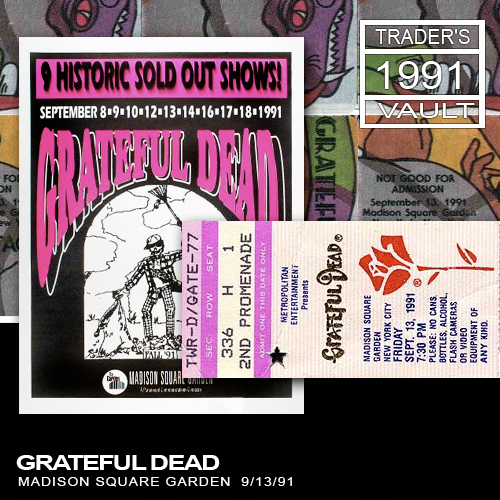 TRADER'S
1991
VAULT
9 HISTORIC SOLD OUT SHOWS!
SEPTEMBER 8•9•10•12•13•14•16•17•18•1991
GRATEFUL DEAD
NOT GOOD FOR
ADMISSION
September 13, 1991
Madison Square Garden
GRATEFUL
TWR-D/GATE-77
SEC. ROW SEAT
336 H 1
2ND PROMENADE
ADMIT ONE THIS DATE ONLY
METROPOLITAN
ENTERTAINMENT
Presents
GRATEFUL DEAD®
®
MADISON SQUARE
GARDEN
NEW YORK CITY
FRIDAY
SEPT. 13, 1991
7:30 PM
PLEASE: NO CANS,
BOTTLES, ALCOHOL,
FLASH CAMERAS
OR VIDEO
EQUIPMENT OF
ANY KIND.
FALL '91
MADISON SQUARE GARDEN
GRATEFUL DEAD
MADISON SQUARE GARDEN 9/13/91